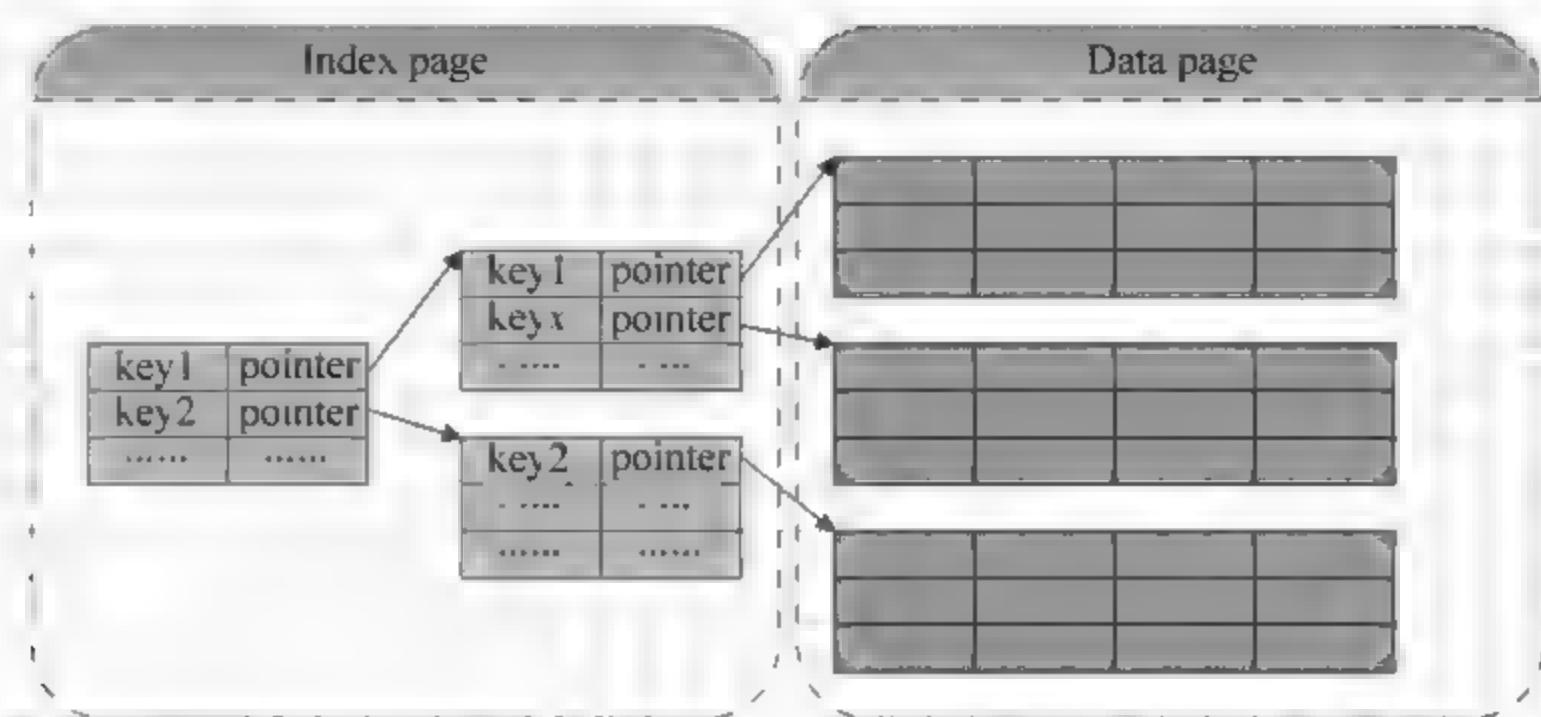 Index page
Data page
key1 pointer
key2 pointer
...... ......
key1 pointer
keyx pointer
key2 pointer
...... ......